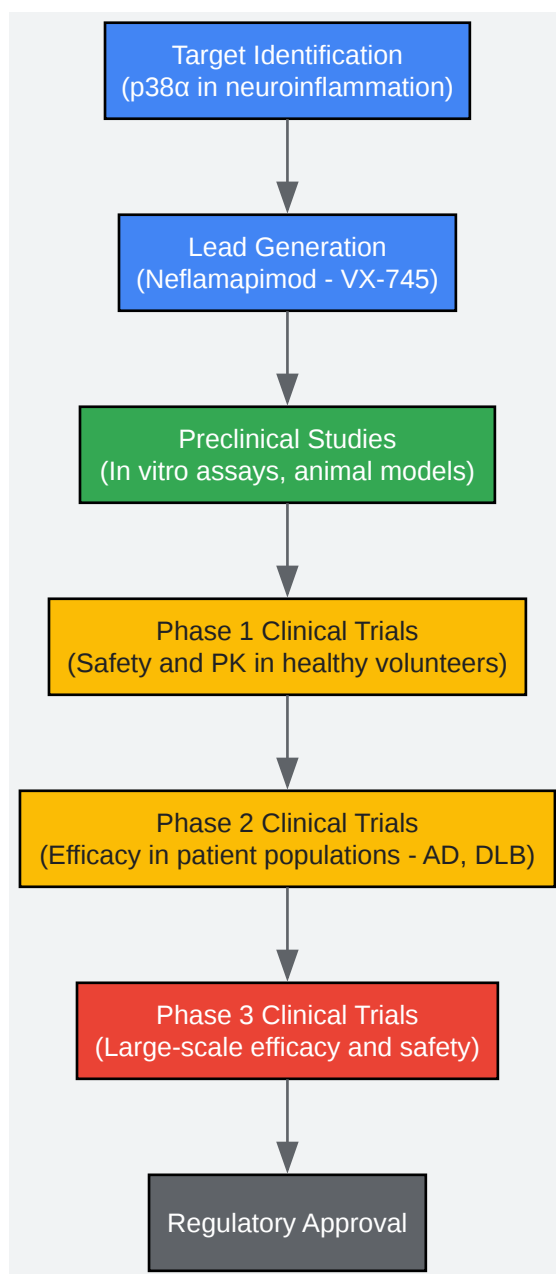 Target Identification
(p38α in neuroinflammation)
Lead Generation
(Neflamapimod - VX-745)
Preclinical Studies
(In vitro assays, animal models)
Phase 1 Clinical Trials
(Safety and PK in healthy volunteers)
Phase 2 Clinical Trials
(Efficacy in patient populations - AD, DLB)
Phase 3 Clinical Trials
(Large-scale efficacy and safety)
Regulatory Approval